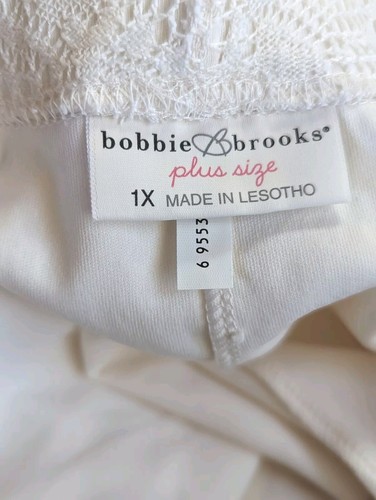 bobbie B brooks®
plus size
1X MADE IN LESOTHO
6 9553